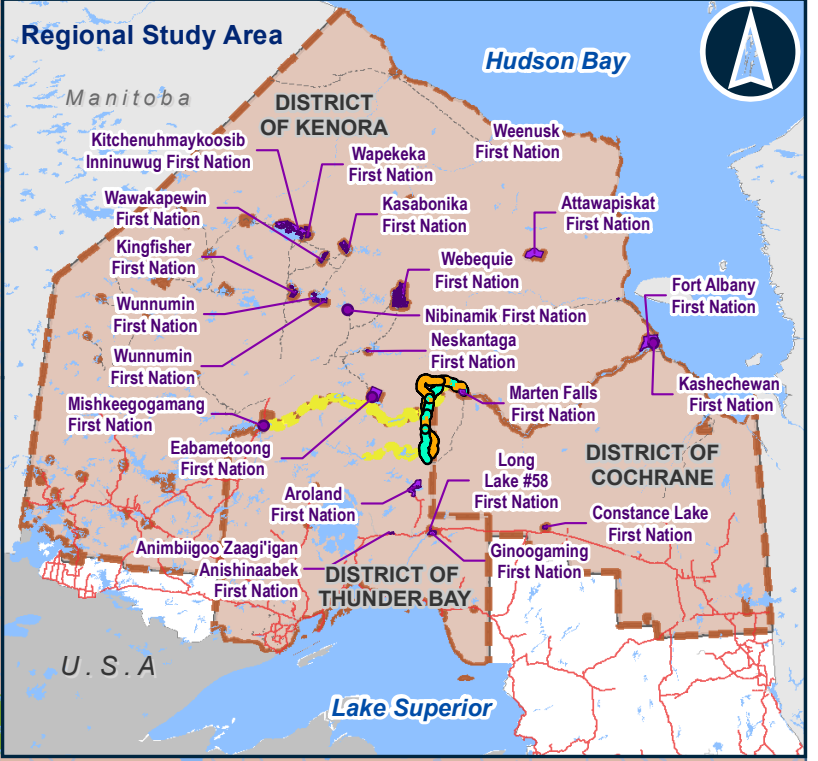 Regional Study Area
Hudson Bay
Manitoba
DISTRICT
OF KENORA
Weenusk
First Nation
Kitchenuhmaykoosib
Inninuwug First Nation
Wapekeka
First Nation
Wawakapewin
First Nation
Kasabonika
First Nation
Attawapiskat
First Nation
Kingfisher
First Nation
Webequie
First Nation
Fort Albany
First Nation
Wunnumin
First Nation
Nibinamik First Nation
Neskantaga
First Nation
Wunnumin
First Nation
Kashechewan
First Nation
Marten Falls
First Nation
Mishkeegogamang
First Nation
Eabametoong
First Nation
DISTRICT OF
COCHRANE
Long
Lake #58
First Nation
Aroland
First Nation
Constance Lake
First Nation
Animbiigoo Zaagi'igan
Anishinaabek
First Nation
Ginoogaming
First Nation
DISTRICT OF
THUNDER BAY
U.S.A
Lake Superior